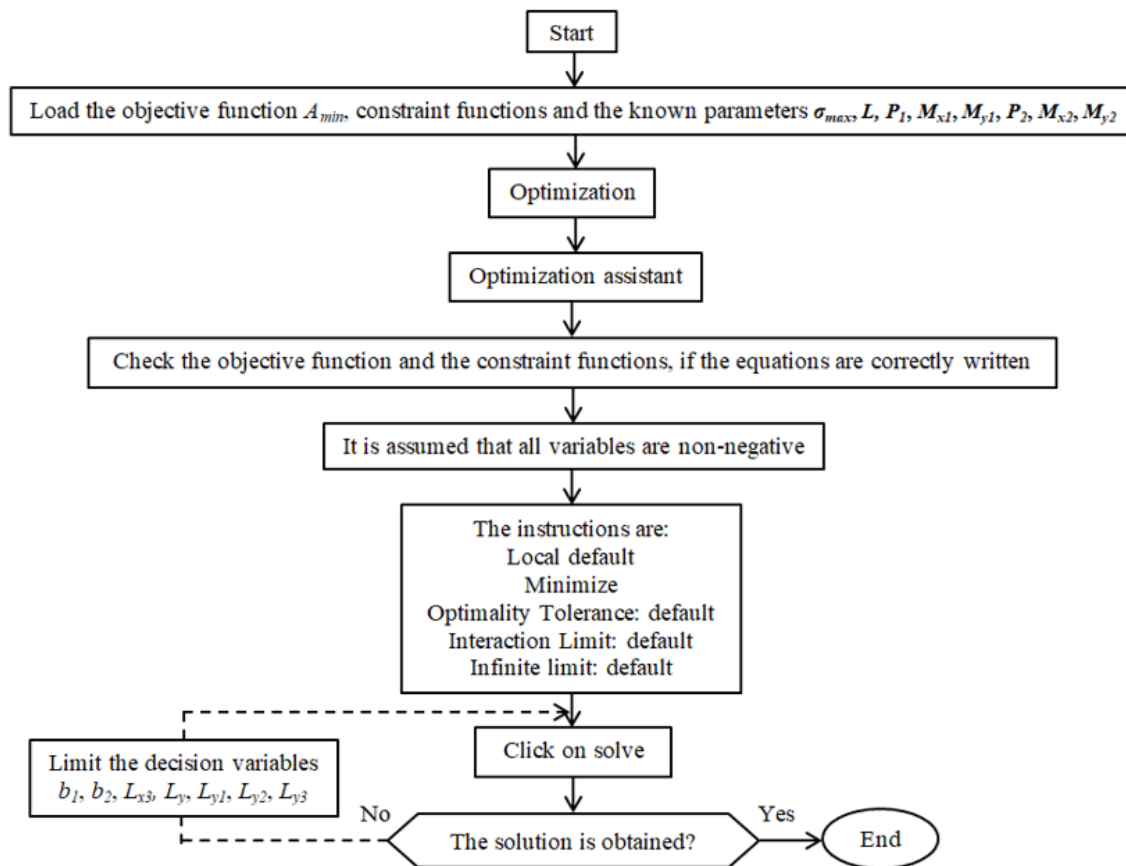 Start
Load the objective function A_min, constraint functions and the known parameters σ_max, L, P_1, M_x1, M_y1, P_2, M_x2, M_y2
Optimization
Optimization assistant
Check the objective function and the constraint functions, if the equations are correctly written
It is assumed that all variables are non-negative
The instructions are:
Local default
Minimize
Optimality Tolerance: default
Interaction Limit: default
Infinite limit: default
Click on solve
Limit the decision variables
b_1, b_2, L_x3, L_y, L_y1, L_y2, L_y3
No
The solution is obtained?
Yes
End